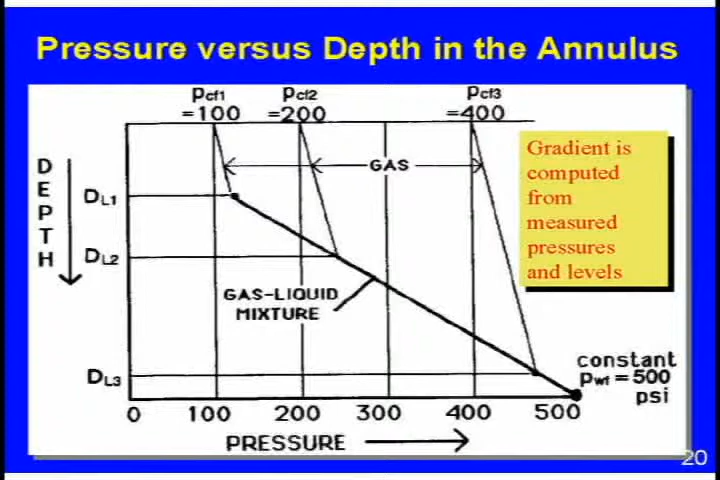 Pressure versus Depth in the Annulus
Pcf1 Pcf2 Pcf3
=100 =200 =400
GAS
DEPTH
DL1
DL2
DL3
GAS-LIQUID
MIXTURE
Gradient is
computed
from
measured
pressures
and levels
constant
Pwf = 500
psi
0 100 200 300 400 500
PRESSURE
20